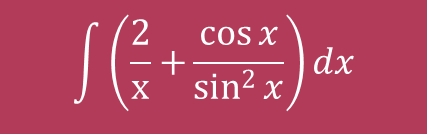 ∫ (2/x + cos x/sin² x) dx